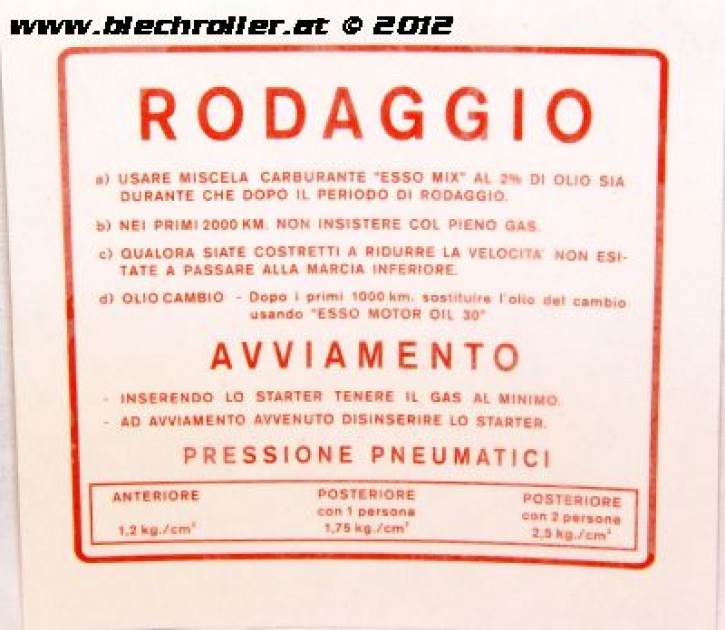 www.blechroller.at © 2012
RODAGGIO
a) USARE MISCELA CARBURANTE "ESSO MIX" AL 2% DI OLIO SIA
DURANTE CHE DOPO IL PERIODO DI RODAGGIO.
b) NEI PRIMI 2000 KM. NON INSISTERE COL PIENO GAS.
c) QUALORA SIATE COSTRETTI A RIDURRE LA VELOCITA' NON ESI-
TATE A PASSARE ALLA MARCIA INFERIORE.
d) OLIO CAMBIO - Dopo i primi 1000 km. sostituire l'olio del cambio
usando "ESSO MOTOR OIL 30"
AVVIAMENTO
- INSERENDO LO STARTER TENERE IL GAS AL MINIMO.
- AD AVVIAMENTO AVVENUTO DISINSERIRE LO STARTER.
PRESSIONE PNEUMATICI
ANTERIORE
1,2 kg./cm²
POSTERIORE
con 1 persona
1,75 kg./cm²
POSTERIORE
con 2 persone
2,5 kg./cm²